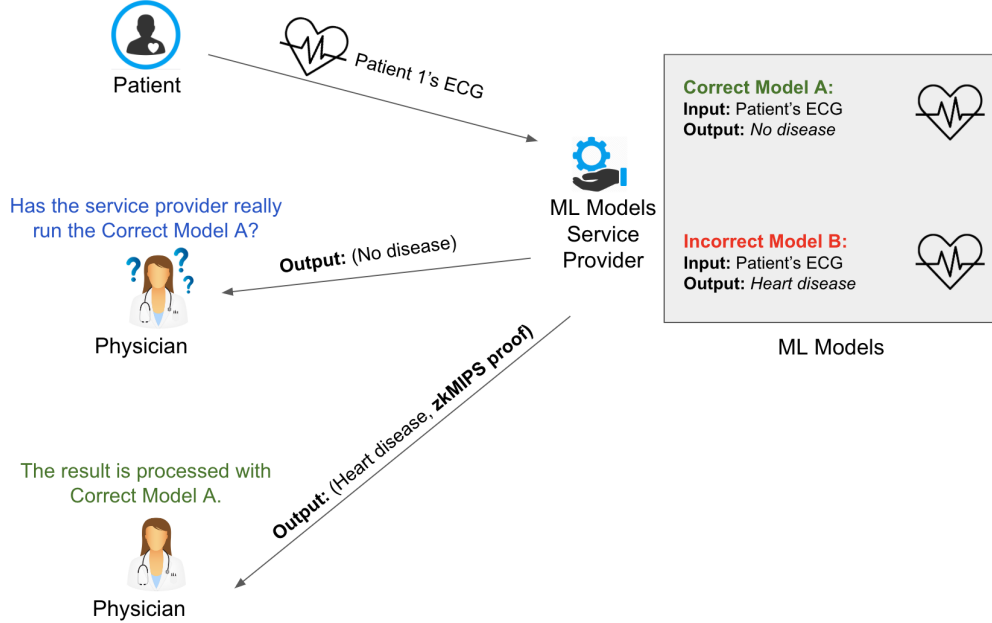 Patient
Patient 1's ECG
Correct Model A:
Input: Patient's ECG
Output: No disease
ML Models
Service
Provider
Has the service provider really
run the Correct Model A?
? ? ?
Output: (No disease)
Physician
Incorrect Model B:
Input: Patient's ECG
Output: Heart disease
ML Models
Output: (Heart disease, zkMIPS proof)
The result is processed with
Correct Model A.
Physician